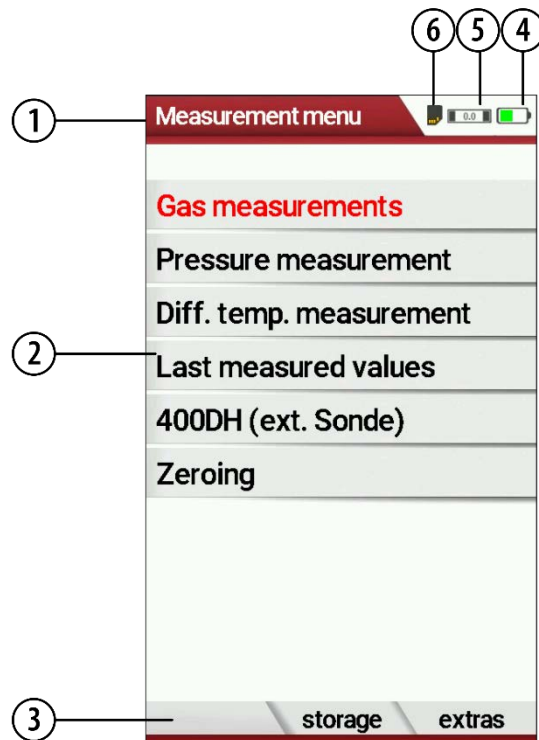 6 5 4
1 Measurement menu 0.0
Gas measurements
Pressure measurement
Diff. temp. measurement
2 Last measured values
400DH (ext. Sonde)
Zeroing
3 storage extras